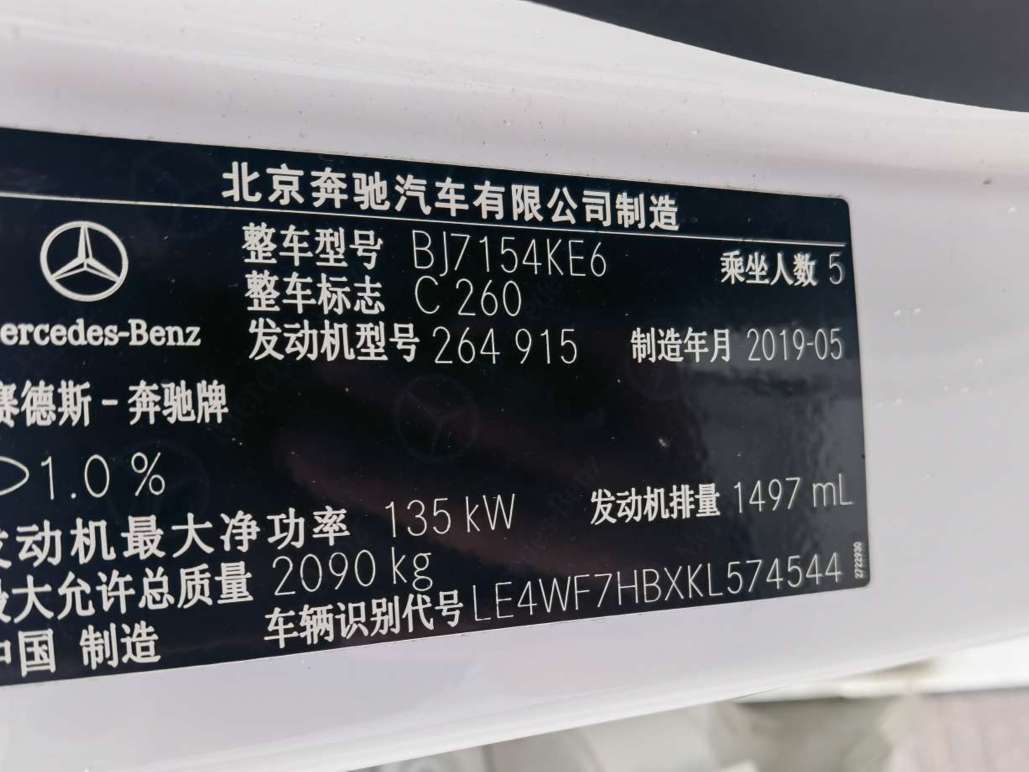 北京奔驰汽车有限公司制造
整车型号 BJ7154KE6 乘坐人数 5
整车标志 C 260
ercedes-Benz
发动机型号 264 915 制造年月 2019-05
赛德斯-奔驰牌
1.0 %
发动机最大净功率 135 kW 发动机排量 1497 mL
最大允许总质量 2090 kg
车辆识别代号 LE4WF7HBXKL574544
中国 制造
2722930